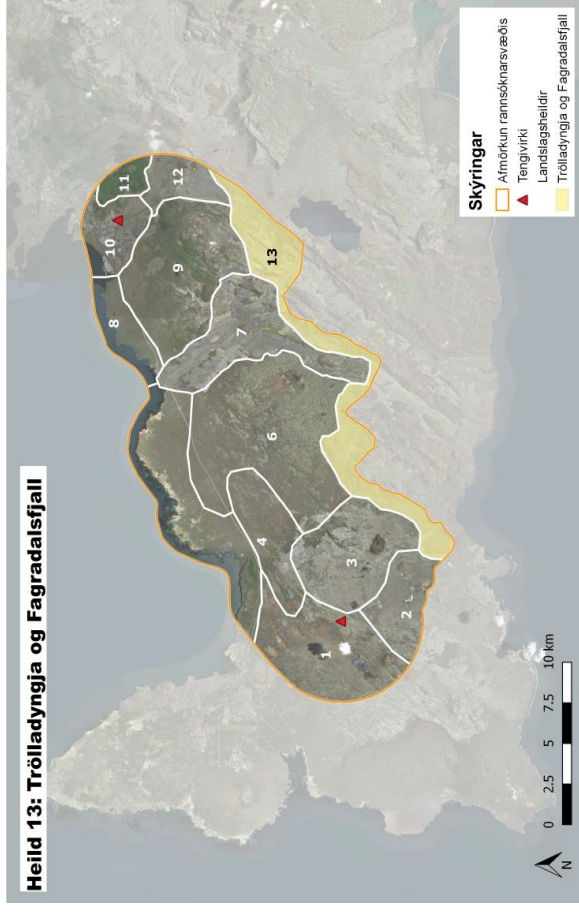 Heild 13: Trölladyngja og Fagradalsfjall
8
10
11
12
9
13
7
6
4
3
1
2
0
2.5
5
7.5
10 km
N
Skýringar
Afmörkun rannsóknarsvæðis
Tengivirki
Landslagsheildir
Trölladyngja og Fagradalsfjall